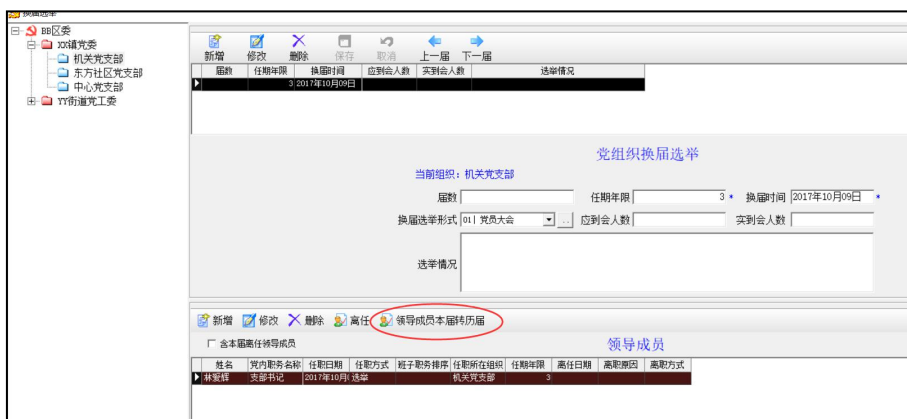 换届选举
BB区委
XX镇党委
机关党支部
东方社区党支部
中心党支部
YY街道党工委
新增 修改 删除 保存 取消 上一届 下一届
届数 任期年限 换届时间 应到会人数 实到会人数 选举情况
3 2017年10月09日
党组织换届选举
当前组织：机关党支部
届数 任期年限 3 * 换届时间 2017年10月09日 *
换届选举形式 01| 党员大会 .. 应到会人数 实到会人数
选举情况
新增 修改 删除 离任 领导成员本届转历届
含本届离任领导成员 领导成员
姓名 党内职务名称 任职日期 任职方式 班子职务排序 任职所在组织 任期年限 离任日期 离职原因 离职方式
林爱辉 支部书记 2017年10月 选举 机关党支部 3